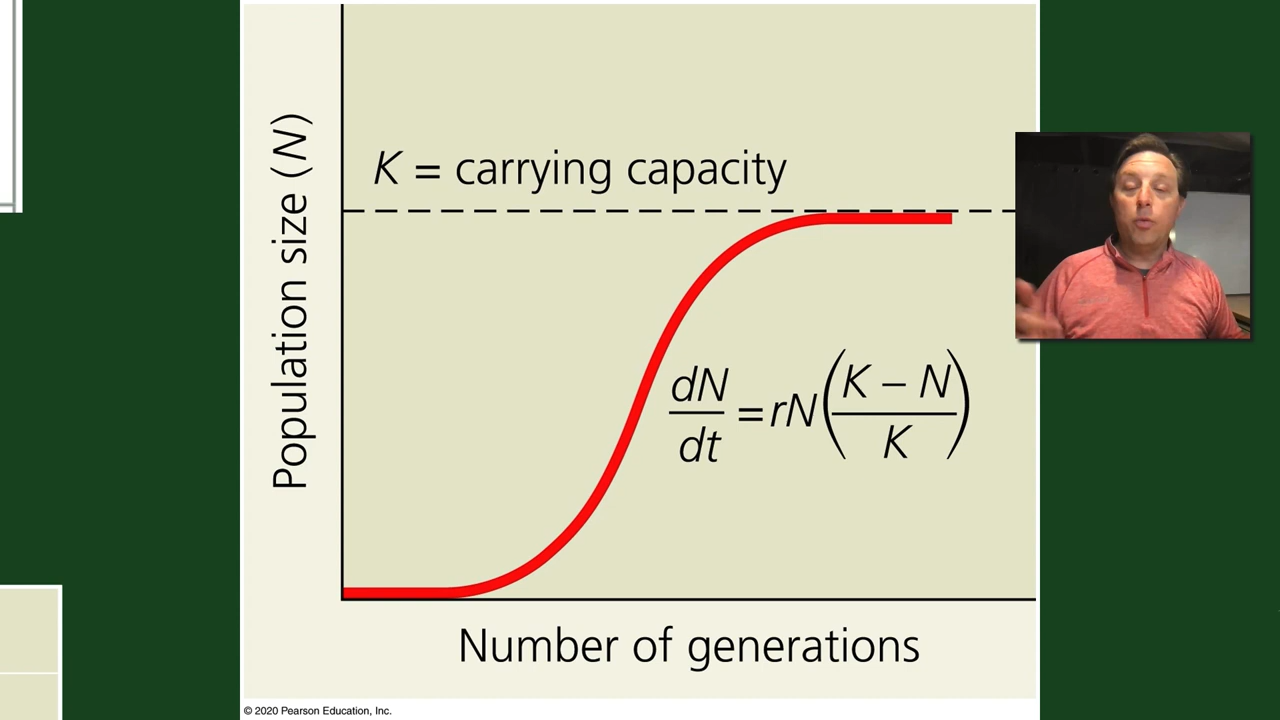 Population size (N)
K = carrying capacity
dN/dt = rN((K – N)/K)
Number of generations
© 2020 Pearson Education, Inc.